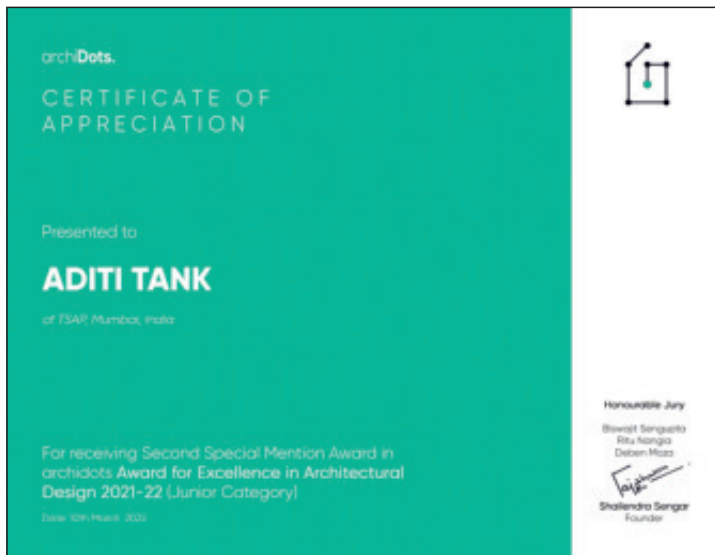 archiDots.
CERTIFICATE OF
APPRECIATION
Presented to
ADITI TANK
of TSAP, Mumbai, India
For receiving Second Special Mention Award in
archidots Award for Excellence in Architectural
Design 2021-22 (Junior Category)
Date: 10th March
Honourable Jury
Biswajit Sengupta
Ritu Nangia
Deben Moza
Shailendra Sengar
Founder